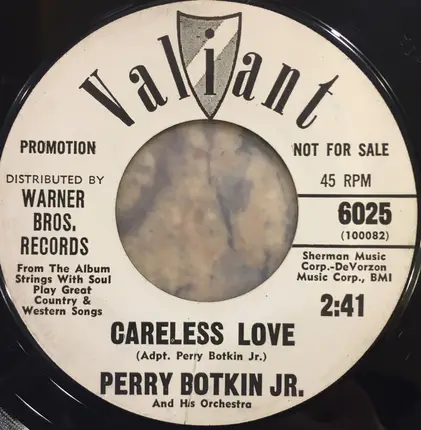 Valiant
PROMOTION
NOT FOR SALE
DISTRIBUTED BY
WARNER
BROS.
RECORDS
From The Album
Strings With Soul
Play Great
Country &
Western Songs
45 RPM
6025
(100082)
Sherman Music
Corp.-DeVorzon
Music Corp., BMI
2:41
CARELESS LOVE
(Adpt. Perry Botkin Jr.)
PERRY BOTKIN JR.
And His Orchestra